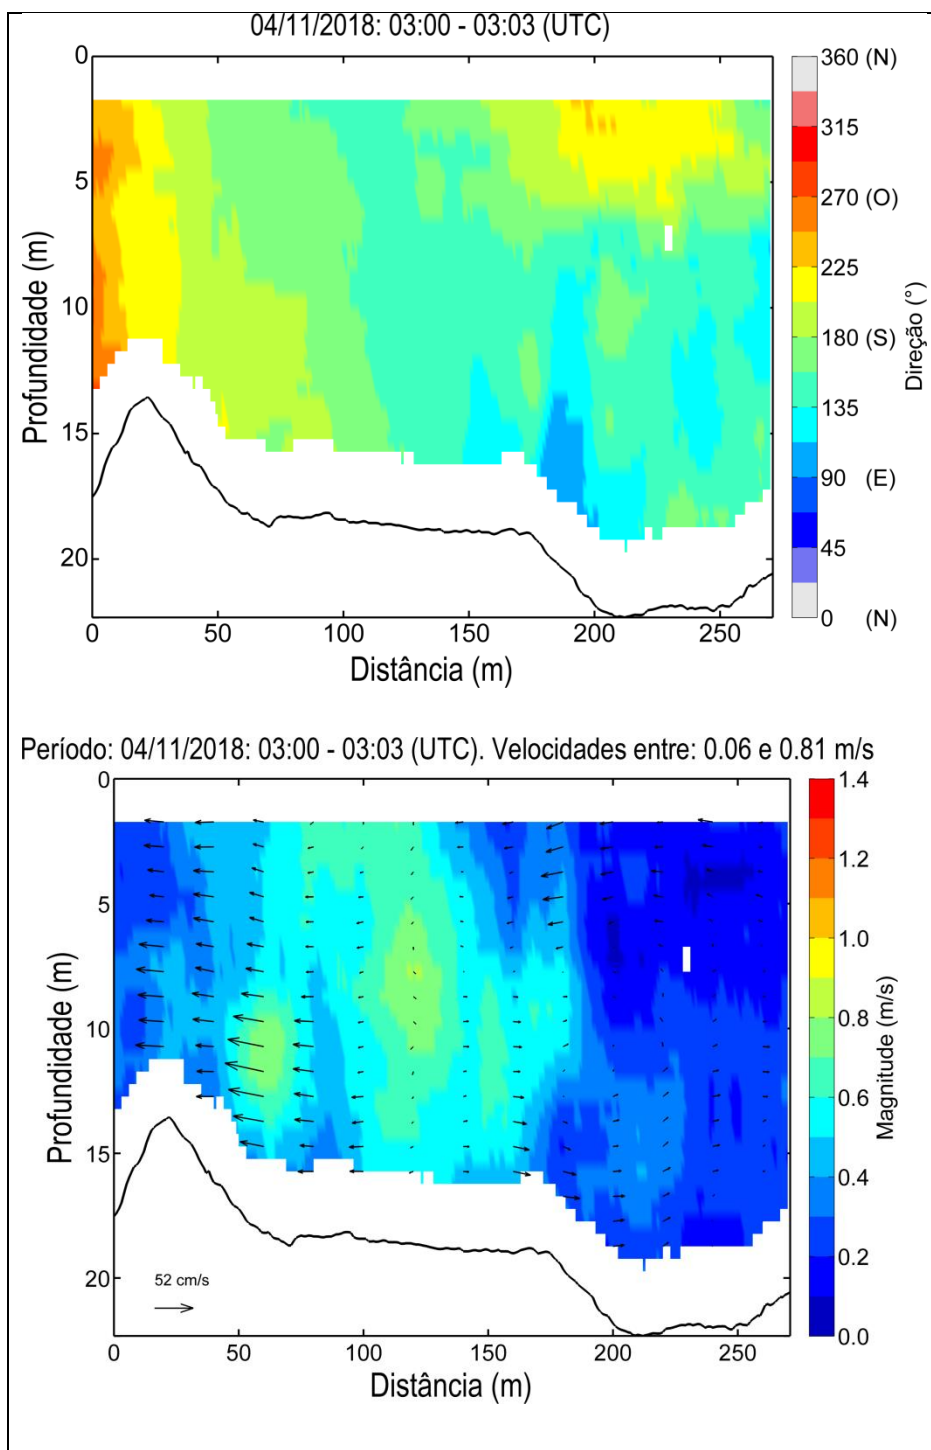 04/11/2018: 03:00 - 03:03 (UTC)
0
5
10
15
20
Profundidade (m)
0 50 100 150 200 250
Distância (m)
360 (N)
315
270 (O)
225
180 (S)
135
90 (E)
45
0 (N)
Direção (°)
Período: 04/11/2018: 03:00 - 03:03 (UTC). Velocidades entre: 0.06 e 0.81 m/s
0
5
10
15
20
Profundidade (m)
52 cm/s
0 50 100 150 200 250
Distância (m)
1.4
1.2
1.0
0.8
0.6
0.4
0.2
0.0
Magnitude (m/s)